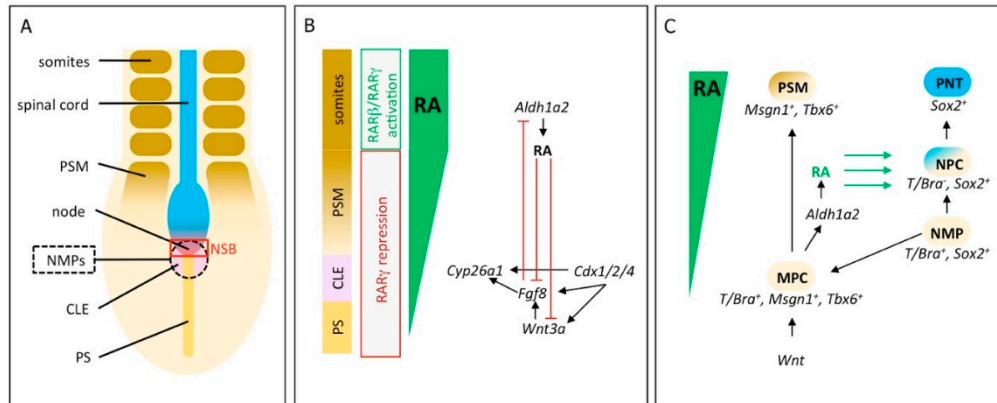 A
somites
spinal cord
PSM
node
NSB
NMPs
CLE
PS
B
somites
PSM
CLE
PS
RARβ/RARγ
activation
RARγ repression
RA
Aldh1a2
RA
Cyp26a1
Cdx1/2/4
Fgf8
Wnt3a
C
RA
PSM
Msgn1⁺, Tbx6⁺
PNT
Sox2⁺
RA
NPC
T/Bra⁻, Sox2⁺
Aldh1a2
NMP
T/Bra⁺, Sox2⁺
MPC
T/Bra⁺, Msgn1⁺, Tbx6⁺
Wnt